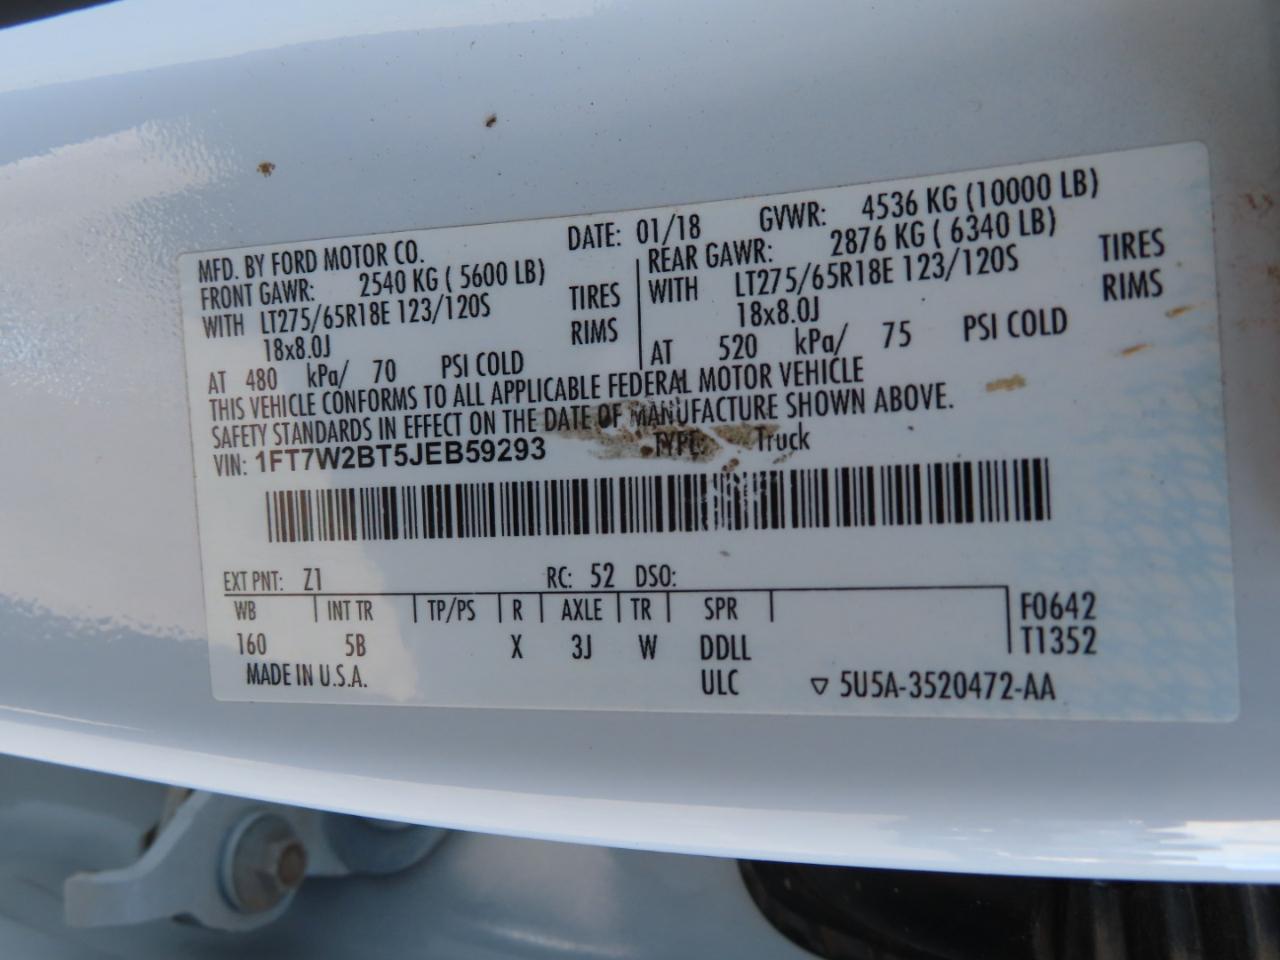 MFD. BY FORD MOTOR CO. DATE: 01/18 GVWR: 4536 KG (10000 LB)
FRONT GAWR: 2540 KG ( 5600 LB) REAR GAWR: 2876 KG ( 6340 LB)
WITH LT275/65R18E 123/120S TIRES WITH LT275/65R18E 123/120S TIRES
18x8.0J RIMS 18x8.0J RIMS
AT 480 kPa/ 70 PSI COLD AT 520 kPa/ 75 PSI COLD
THIS VEHICLE CONFORMS TO ALL APPLICABLE FEDERAL MOTOR VEHICLE
SAFETY STANDARDS IN EFFECT ON THE DATE OF MANUFACTURE SHOWN ABOVE.
VIN: 1FT7W2BT5JEB59293 TYPE: Truck
EXT PNT: Z1 RC: 52 DSO:
WB INT TR TP/PS R AXLE TR SPR F0642
160 5B X 3J W DDLL T1352
MADE IN U.S.A. ULC ▽ 5U5A-3520472-AA